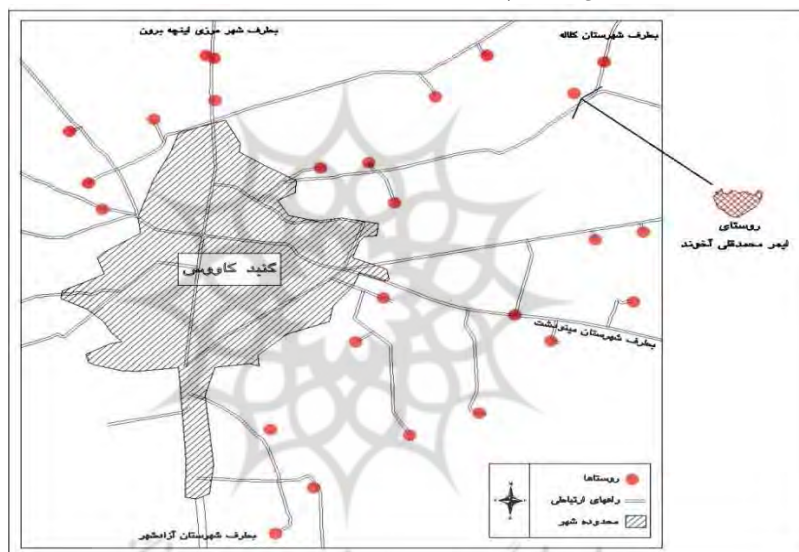 بطرف شهر مرزی اینچه برون
بطرف شهرستان کلاله
روستای
ایمر محمدقلی آخوند
گنبد کاووس
بطرف شهرستان مینودشت
روستاها
راههای ارتباطی
محدوده شهر
بطرف شهرستان آزادشهر